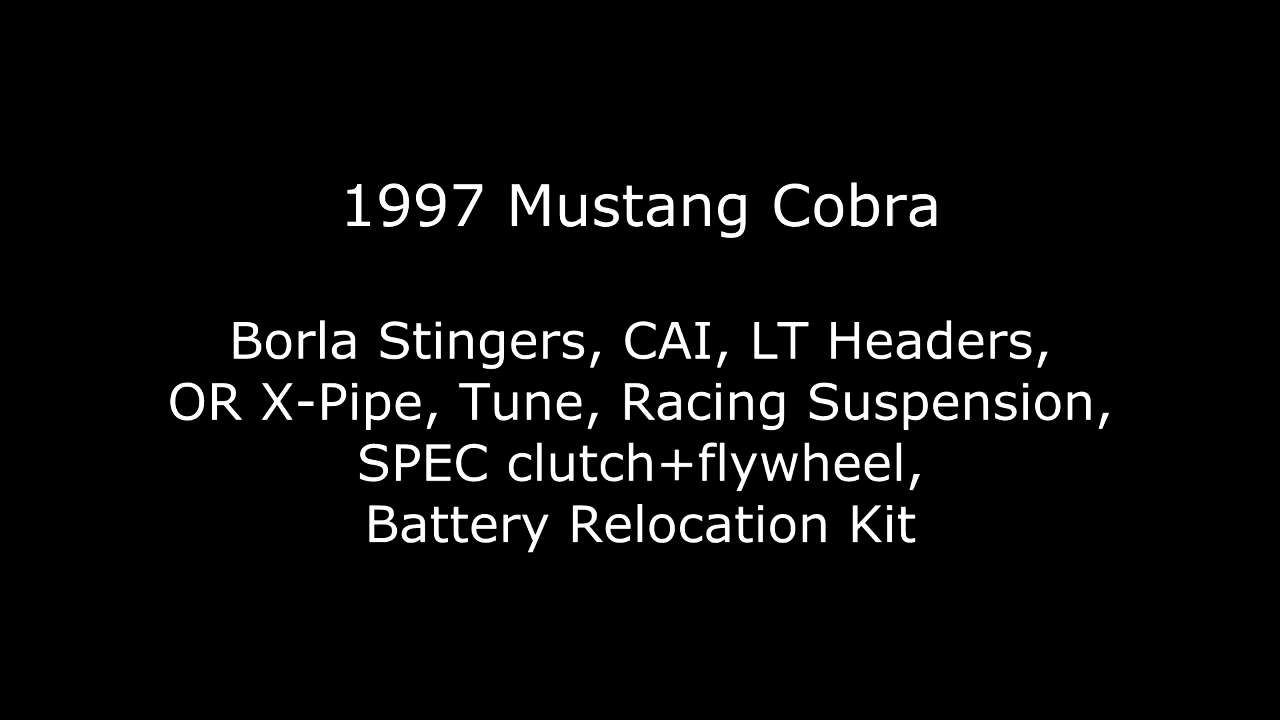 1997 Mustang Cobra
Borla Stingers, CAI, LT Headers,
OR X-Pipe, Tune, Racing Suspension,
SPEC clutch+flywheel,
Battery Relocation Kit